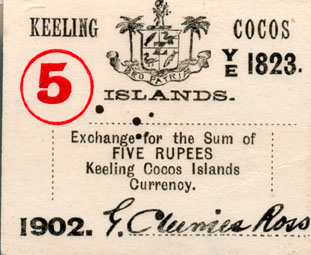 KEELING COCOS
PRO PATRIA
5
YE 1823.
ISLANDS.
Exchange for the Sum of
FIVE RUPEES
Keeling Cocos Islands
Currency.
1902. G. Clunies Ross